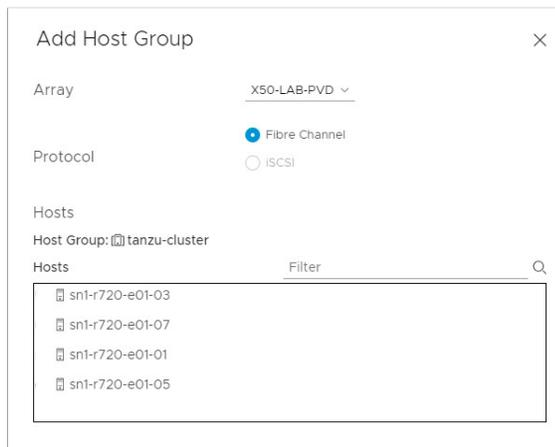 Add Host Group
Array X50-LAB-PVD
Fibre Channel
Protocol
iSCSI
Hosts
Host Group: tanzu-cluster
Hosts Filter
sn1-r720-e01-03
sn1-r720-e01-07
sn1-r720-e01-01
sn1-r720-e01-05